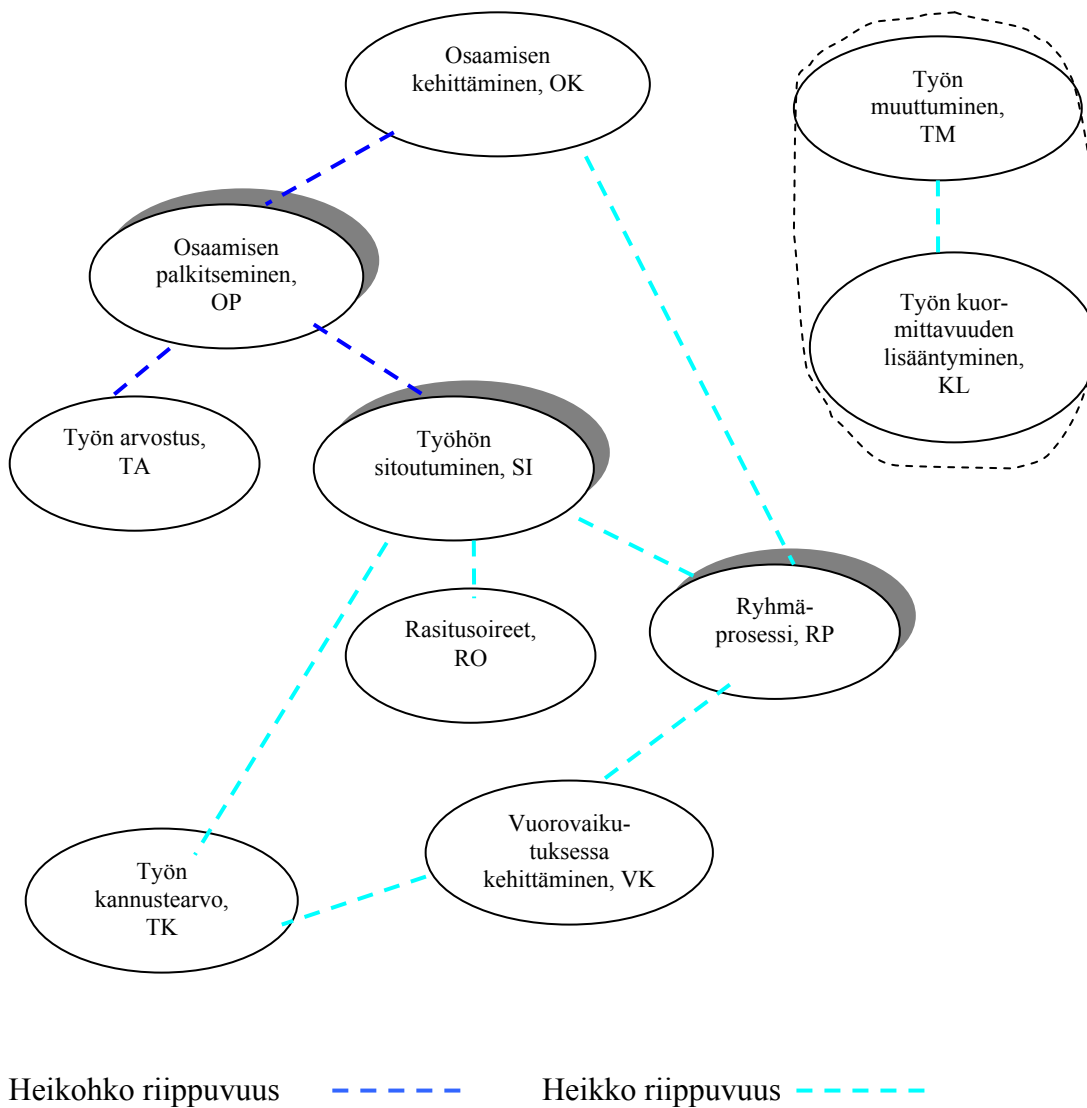 Osaamisen
kehittäminen, OK
Työn
muuttuminen,
TM
Osaamisen
palkitseminen,
OP
Työn kuor-
mittavuuden
lisääntyminen,
KL
Työn arvostus,
TA
Työhön
sitoutuminen, SI
Rasitusoireet,
RO
Ryhmä-
prosessi, RP
Vuorovaiku-
tuksessa
kehittäminen, VK
Työn
kannustearvo,
TK
Heikohko riippuvuus
Heikko riippuvuus